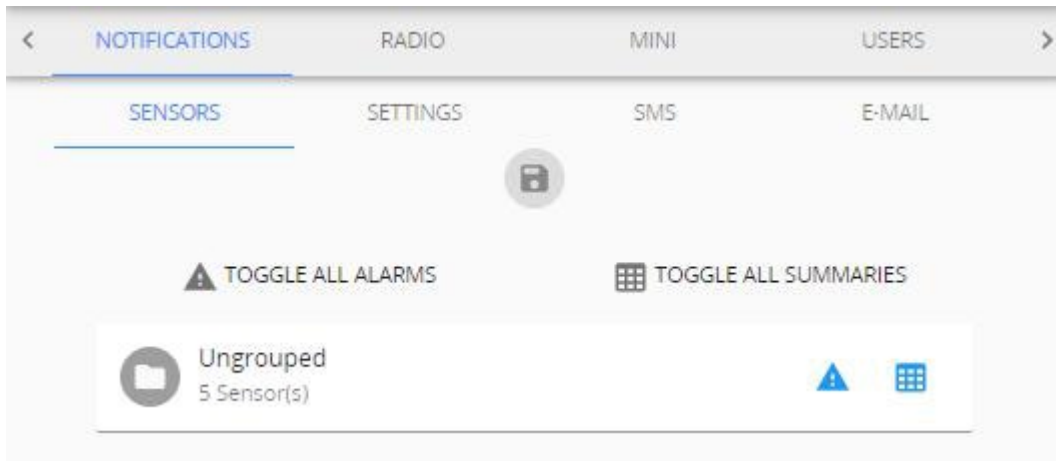 NOTIFICATIONS RADIO MINI USERS
SENSORS SETTINGS SMS E-MAIL
TOGGLE ALL ALARMS TOGGLE ALL SUMMARIES
Ungrouped
5 Sensor(s)